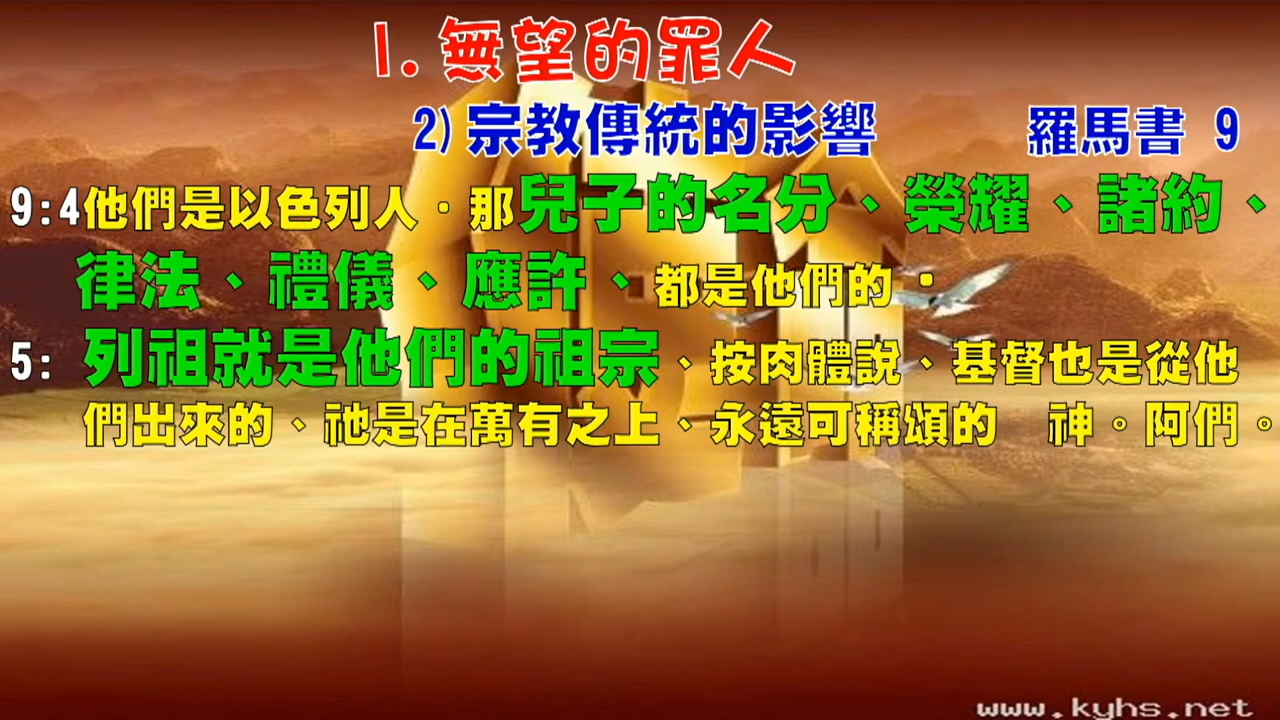 1.無望的罪人
2)宗教傳統的影響 羅馬書 9
9:4他們是以色列人．那兒子的名分、榮耀、諸約、
律法、禮儀、應許、都是他們的．
5: 列祖就是他們的祖宗、按肉體說、基督也是從他
們出來的、祂是在萬有之上、永遠可稱頌的　神。阿們。
www.kyhs.net